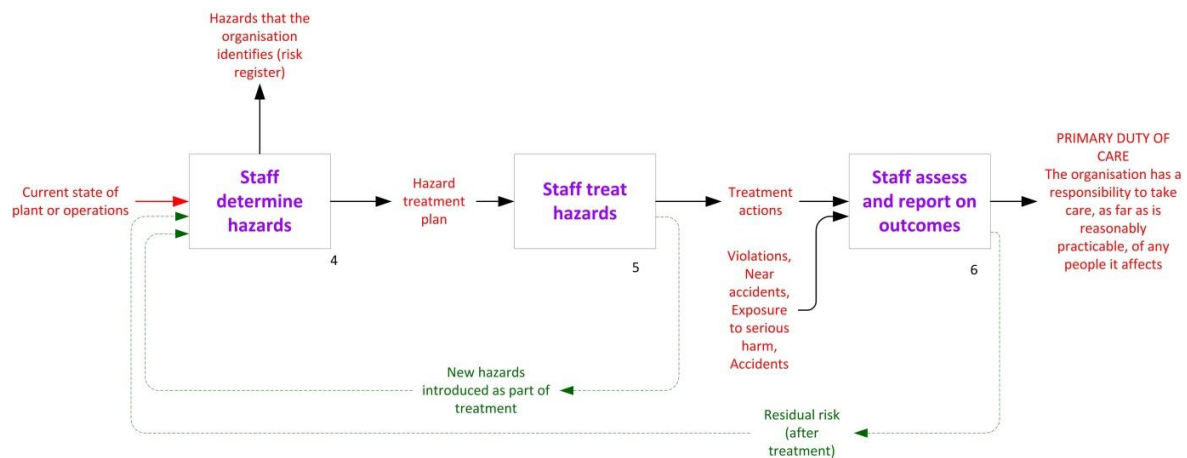 Hazards that the
organisation
identifies (risk
register)
Current state of
plant or operations
Staff
determine
hazards
4
Hazard
treatment
plan
Staff treat
hazards
5
Treatment
actions
Violations,
Near
accidents,
Exposure
to serious
harm,
Accidents
Staff assess
and report on
outcomes
6
PRIMARY DUTY OF
CARE
The organisation has a
responsibility to take
care, as far as is
reasonably
practicable, of any
people it affects
New hazards
introduced as part of
treatment
Residual risk
(after
treatment)